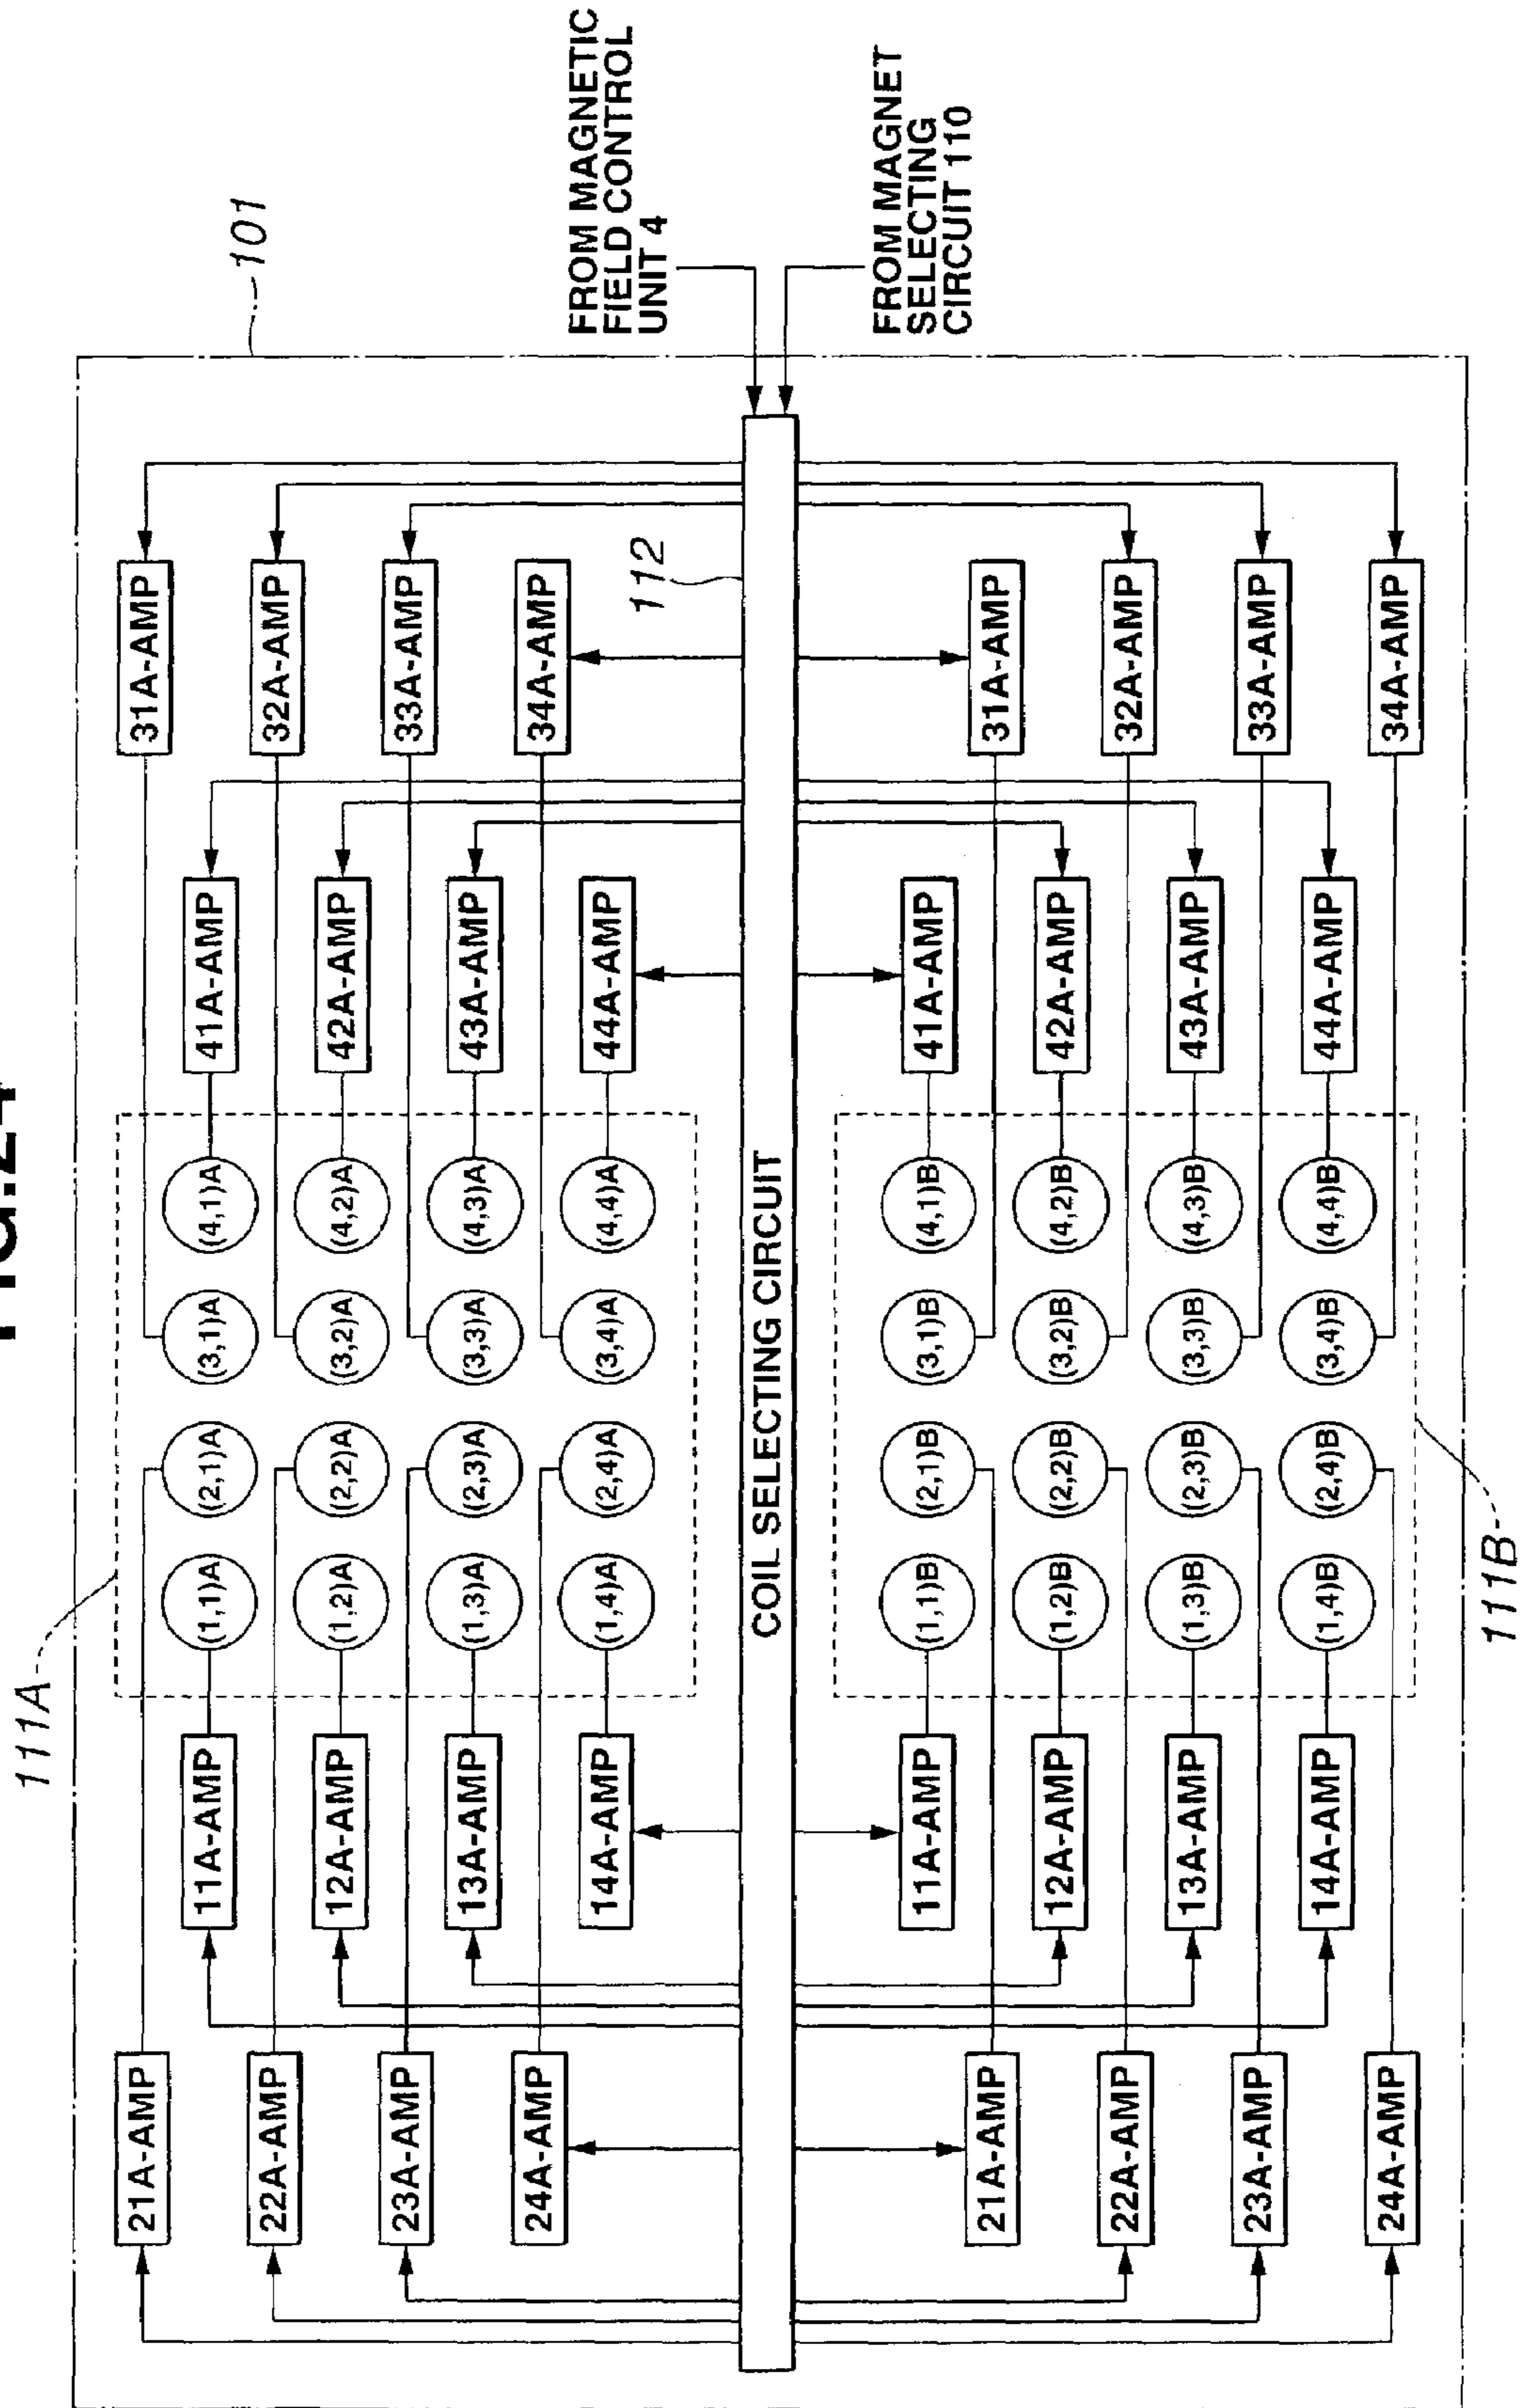 FIG.24
111A
101
21A-AMP
31A-AMP
11A-AMP
(1,1)A
(2,1)A
(3,1)A
(4,1)A
41A-AMP
22A-AMP
32A-AMP
12A-AMP
(1,2)A
(2,2)A
(3,2)A
(4,2)A
42A-AMP
23A-AMP
33A-AMP
13A-AMP
(1,3)A
(2,3)A
(3,3)A
(4,3)A
43A-AMP
24A-AMP
34A-AMP
14A-AMP
(1,4)A
(2,4)A
(3,4)A
(4,4)A
44A-AMP
112
FROM MAGNETIC
FIELD CONTROL
UNIT 4
COIL SELECTING CIRCUIT
FROM MAGNET
SELECTING
CIRCUIT 110
11A-AMP
(1,1)B
(2,1)B
(3,1)B
(4,1)B
41A-AMP
21A-AMP
31A-AMP
12A-AMP
(1,2)B
(2,2)B
(3,2)B
(4,2)B
42A-AMP
22A-AMP
32A-AMP
13A-AMP
(1,3)B
(2,3)B
(3,3)B
(4,3)B
43A-AMP
23A-AMP
33A-AMP
14A-AMP
(1,4)B
(2,4)B
(3,4)B
(4,4)B
44A-AMP
24A-AMP
34A-AMP
111B